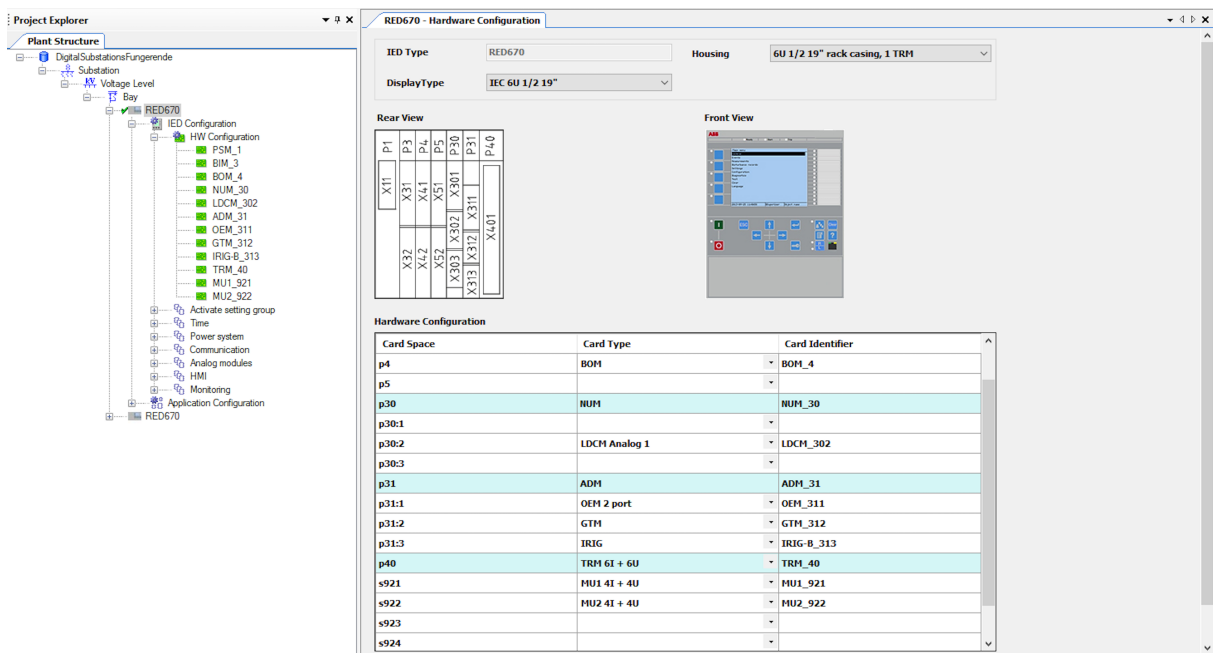 Project Explorer
Plant Structure
DigitalSubstationsFungerende
Substation
Voltage Level
Bay
RED670
IED Configuration
HW Configuration
PSM_1
BIM_3
BOM_4
NUM_30
LDCM_302
ADM_31
OEM_311
GTM_312
IRIG-B_313
TRM_40
MU1_921
MU2_922
Activate setting group
Time
Power system
Communication
Analog modules
HMI
Monitoring
Application Configuration
RED670
RED670 - Hardware Configuration
IED Type RED670 Housing 6U 1/2 19" rack casing, 1 TRM
DisplayType IEC 6U 1/2 19"
Rear View Front View
P1 P3 P4 P5 P30 P31 P40
X11 X31 X41 X51 X301 X311 X401
X32 X42 X52 X302 X312
X303 X313
ABB
Hardware Configuration
Card Space Card Type Card Identifier
p4 BOM BOM_4
p5
p30 NUM NUM_30
p30:1
p30:2 LDCM Analog 1 LDCM_302
p30:3
p31 ADM ADM_31
p31:1 OEM 2 port OEM_311
p31:2 GTM GTM_312
p31:3 IRIG IRIG-B_313
p40 TRM 6I + 6U TRM_40
s921 MU1 4I + 4U MU1_921
s922 MU2 4I + 4U MU2_922
s923
s924